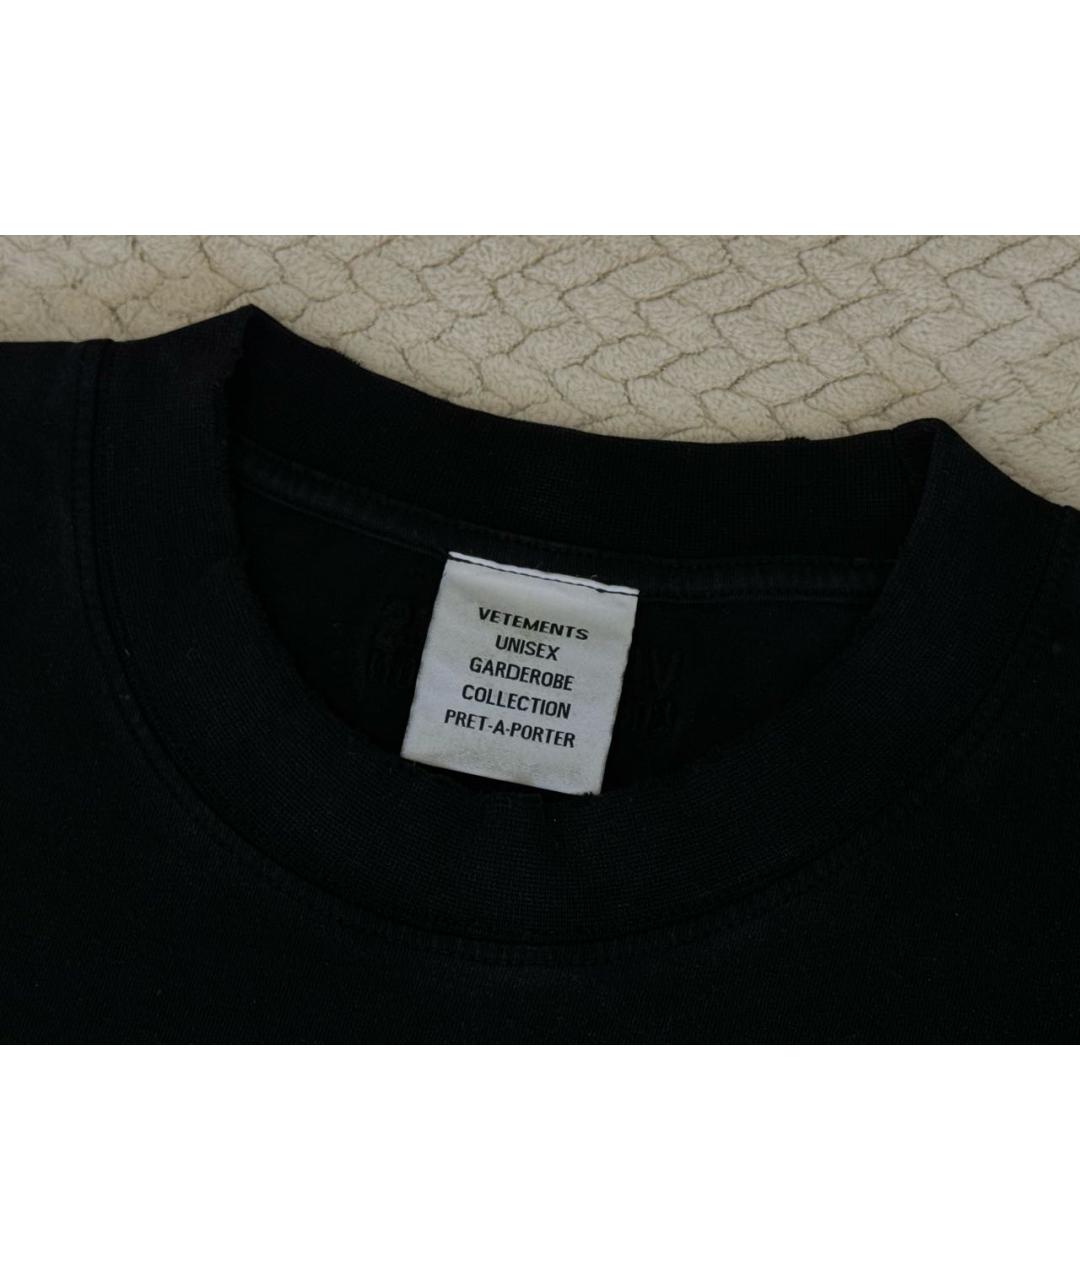 VETEMENTS
UNISEX
GARDEROBE
COLLECTION
PRET-A-PORTER